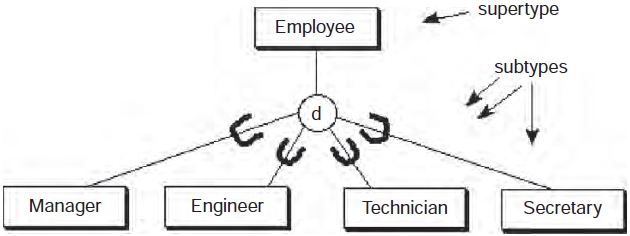 Employee
supertype
subtypes
d
Manager
Engineer
Technician
Secretary